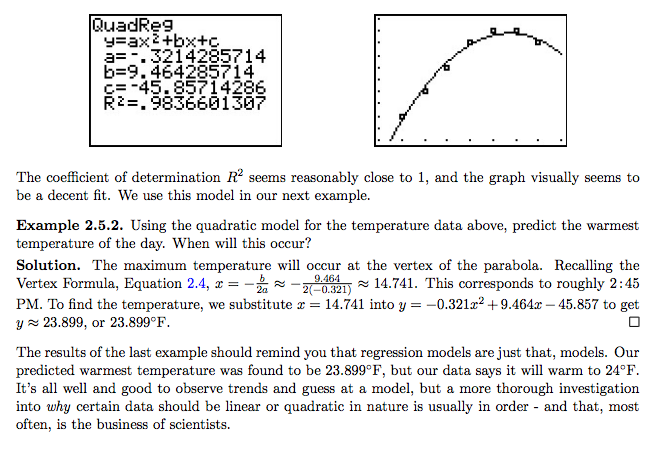 QuadReg
y=ax²+bx+c
a=-.3214285714
b=9.464285714
c=-45.85714286
R²=.9836601307
The coefficient of determination R² seems reasonably close to 1, and the graph visually seems to
be a decent fit. We use this model in our next example.
Example 2.5.2. Using the quadratic model for the temperature data above, predict the warmest
temperature of the day. When will this occur?
Solution. The maximum temperature will occur at the vertex of the parabola. Recalling the
Vertex Formula, Equation 2.4, x = −b/2a ≈ −9.464/2(−0.321) ≈ 14.741. This corresponds to roughly 2:45
PM. To find the temperature, we substitute x = 14.741 into y = −0.321x² + 9.464x − 45.857 to get
y ≈ 23.899, or 23.899°F. □
The results of the last example should remind you that regression models are just that, models. Our
predicted warmest temperature was found to be 23.899°F, but our data says it will warm to 24°F.
It's all well and good to observe trends and guess at a model, but a more thorough investigation
into why certain data should be linear or quadratic in nature is usually in order - and that, most
often, is the business of scientists.